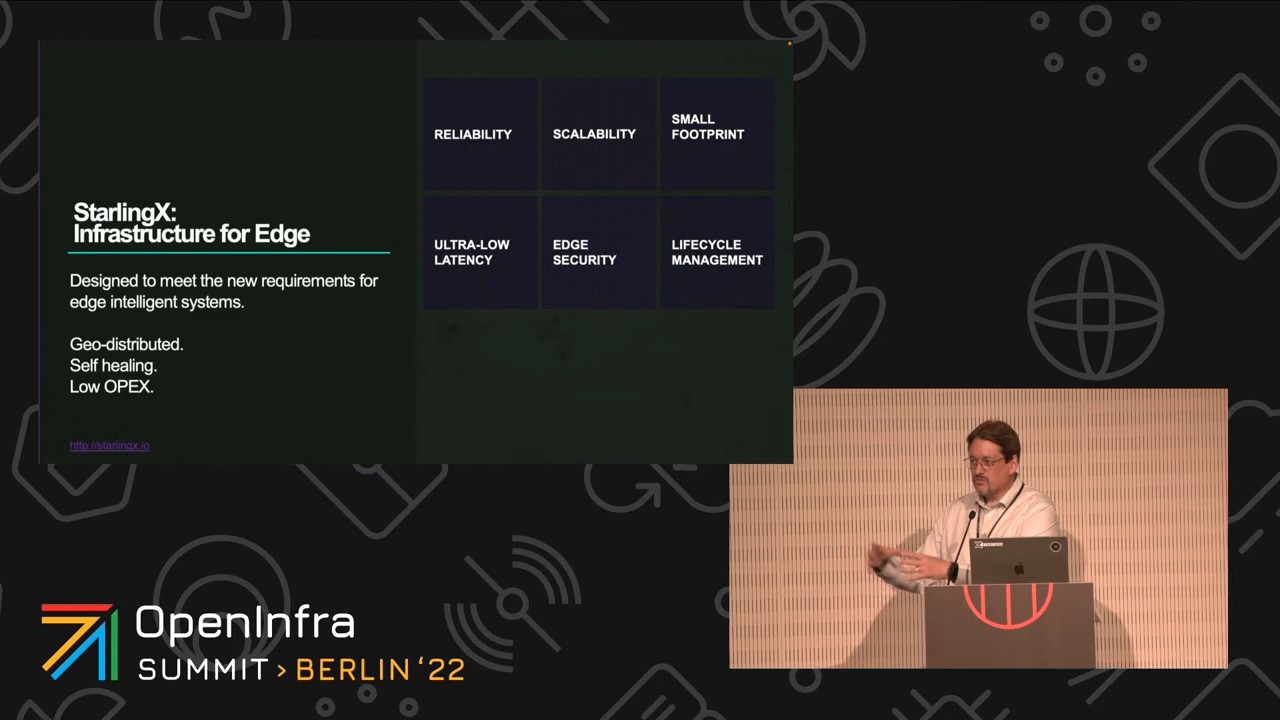 StarlingX:
Infrastructure for Edge
Designed to meet the new requirements for
edge intelligent systems.
Geo-distributed.
Self healing.
Low OPEX.
http://starlingx.io
RELIABILITY
SCALABILITY
SMALL
FOOTPRINT
ULTRA-LOW
LATENCY
EDGE
SECURITY
LIFECYCLE
MANAGEMENT
OpenInfra
SUMMIT > BERLIN '22